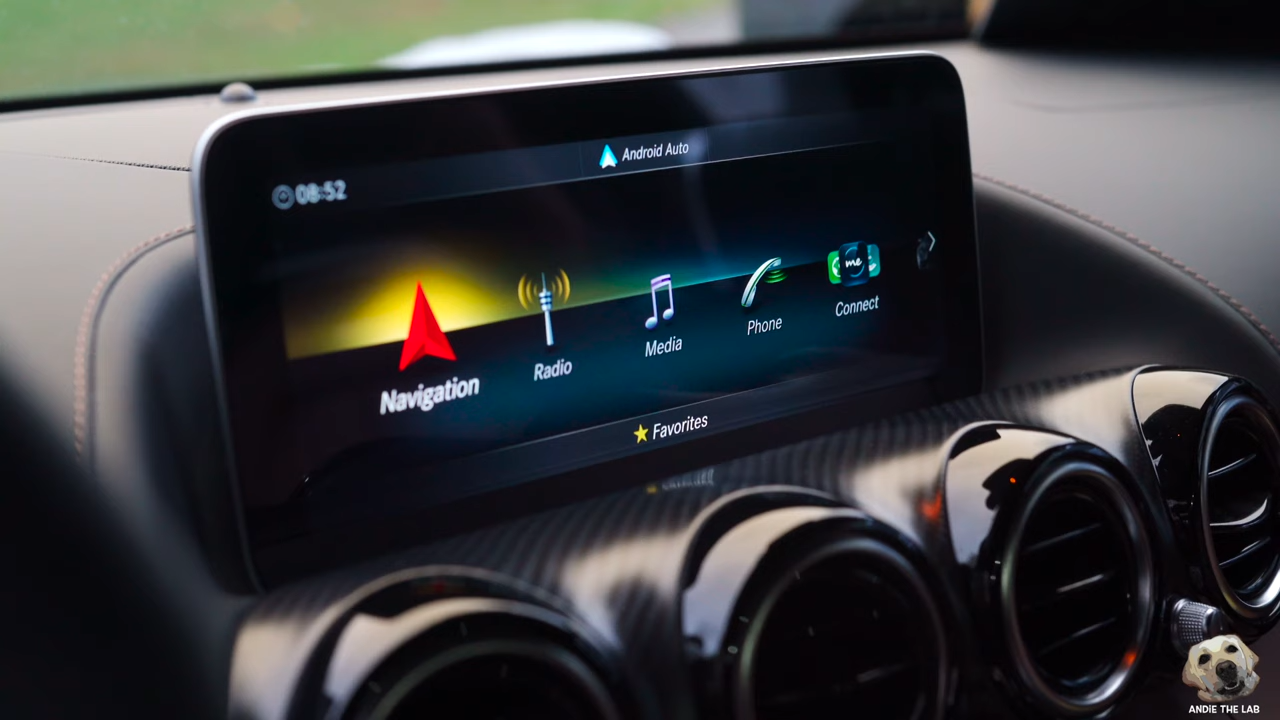 Android Auto
08:52
Navigation
Radio
Media
Phone
me
Connect
Favorites
ANDIE THE LAB